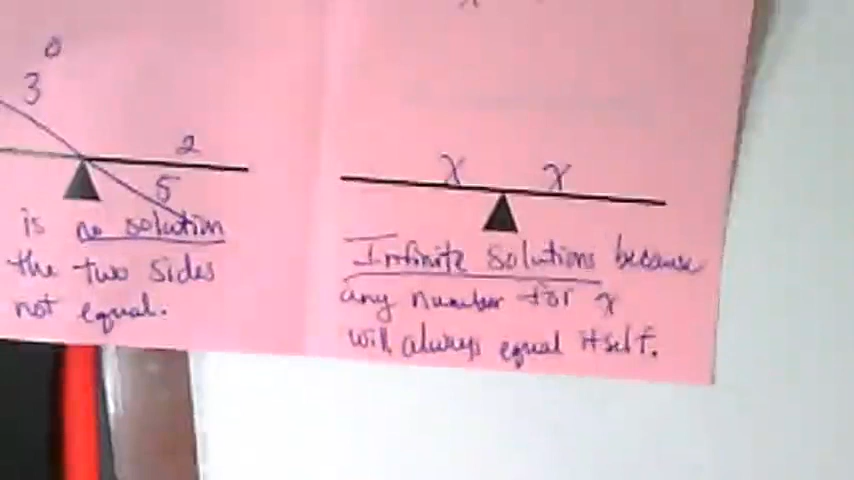 0
3
2
5
is no solution
the two sides
not equal.
x x
Infinite solutions because
any number for x
will always equal itself.